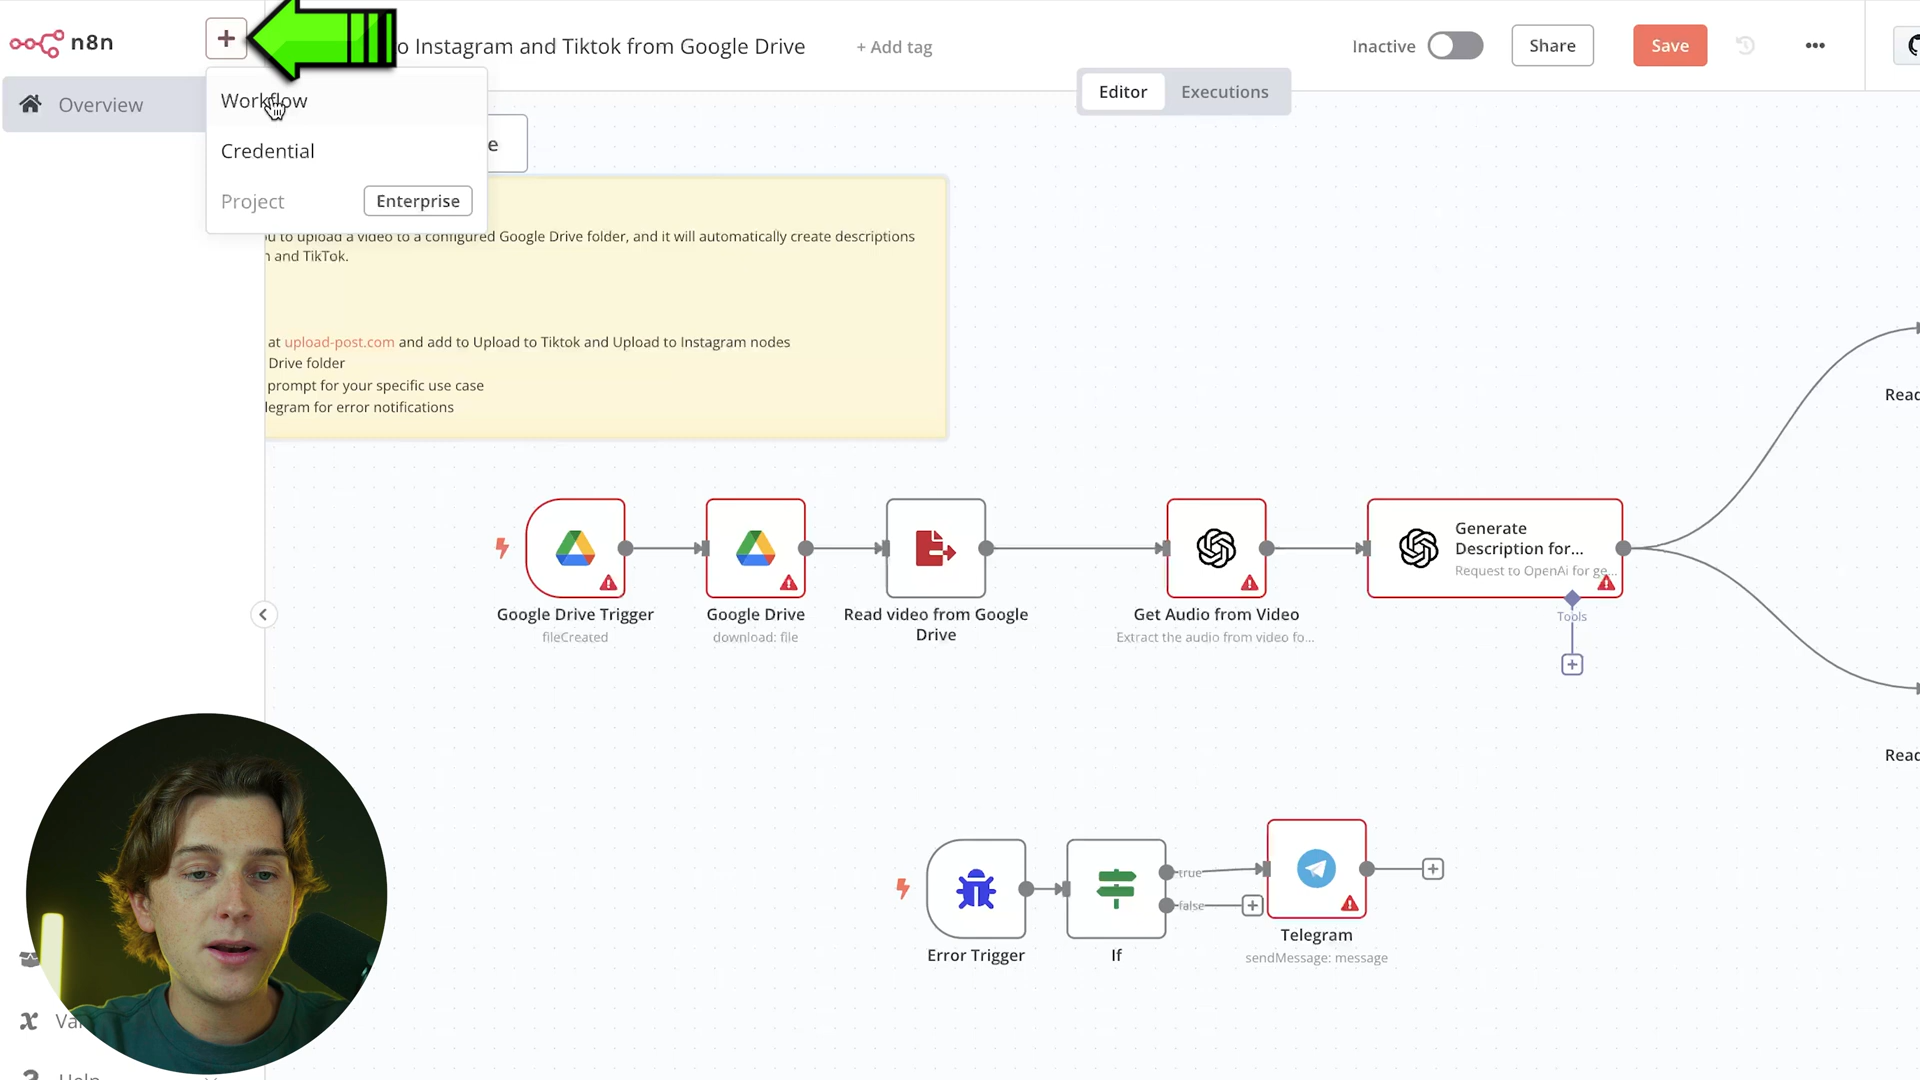 n8n
+
o Instagram and Tiktok from Google Drive
+ Add tag
Inactive
Share
Save
Editor
Executions
Overview
Workflow
Credential
Project
Enterprise
e
u to upload a video to a configured Google Drive folder, and it will automatically create descriptions
n and TikTok.
at upload-post.com and add to Upload to Tiktok and Upload to Instagram nodes
Drive folder
prompt for your specific use case
legram for error notifications
Read
Generate
Description for...
Request to OpenAi for ge...
Tools
Google Drive Trigger
fileCreated
Google Drive
download: file
Read video from Google
Drive
Get Audio from Video
Extract the audio from video fo...
Read
true
false
Error Trigger
If
Telegram
sendMessage: message
Va
Help